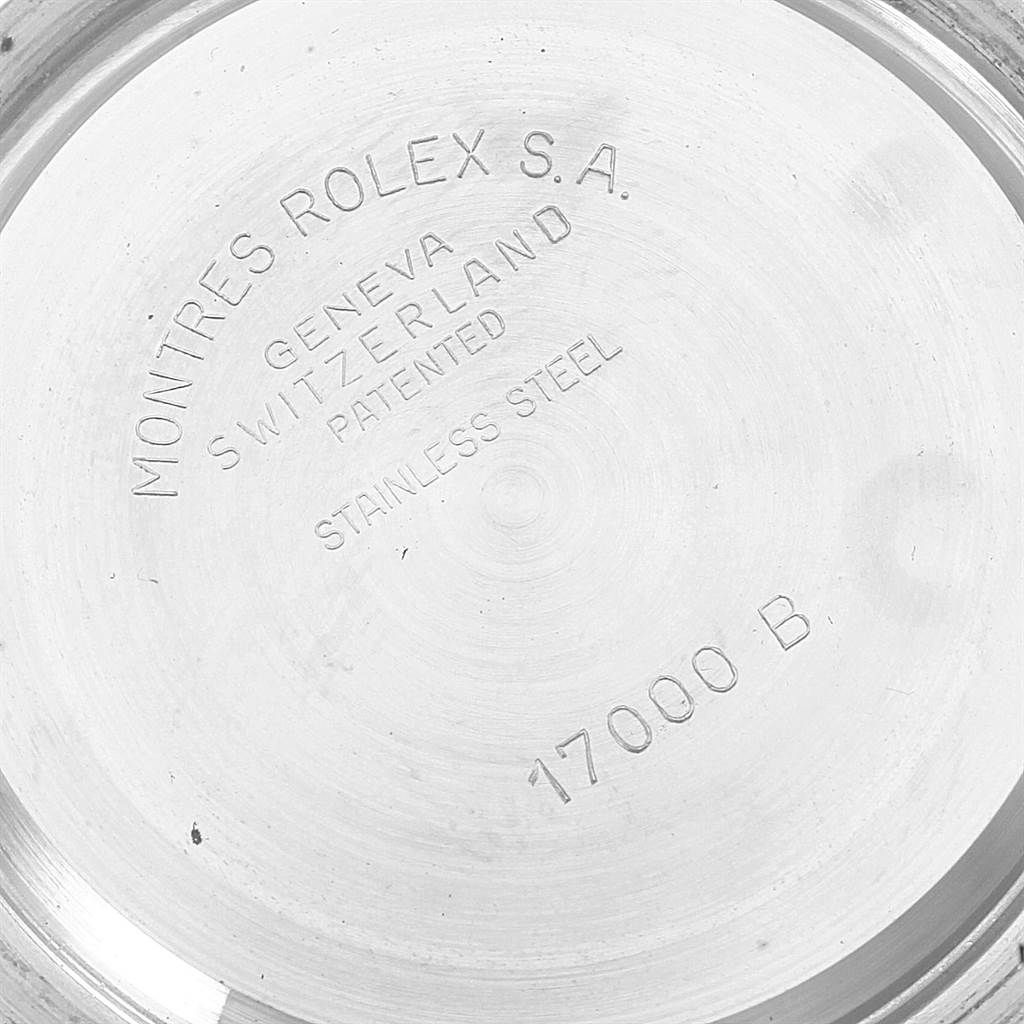 MONTRES ROLEX S.A.
GENEVA
SWITZERLAND
PATENTED
STAINLESS STEEL
17000 B